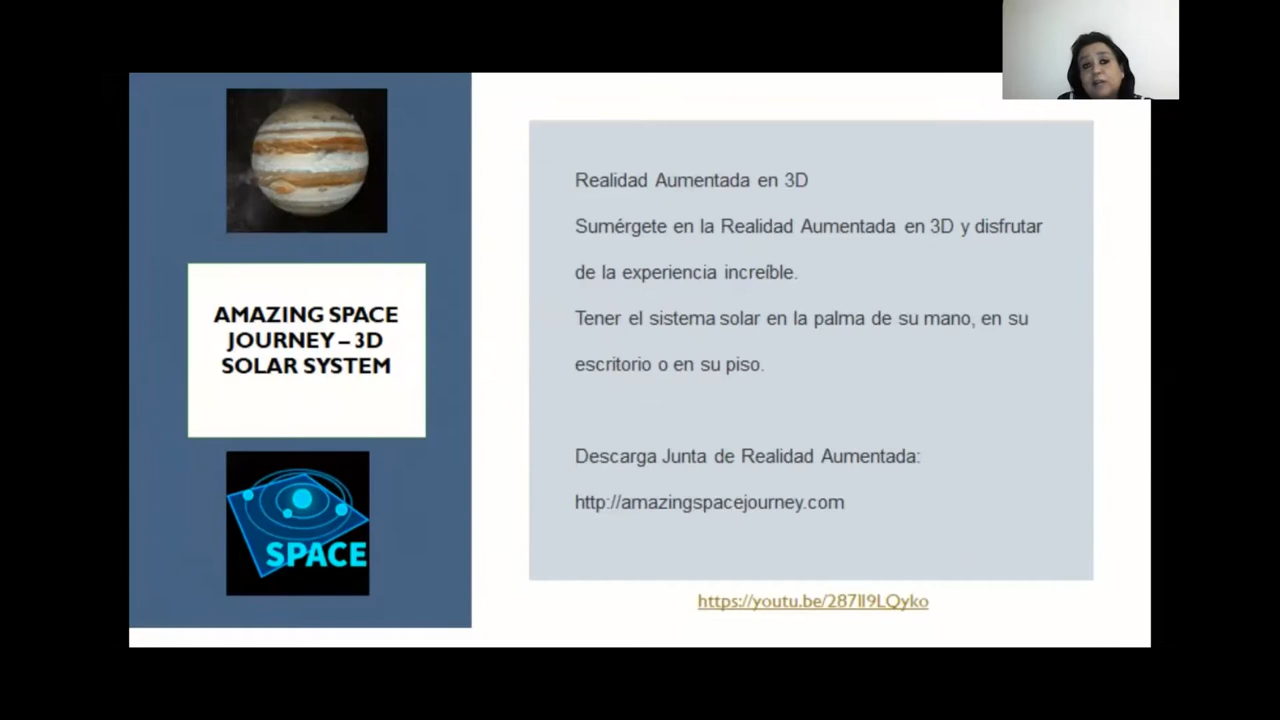 AMAZING SPACE
JOURNEY – 3D
SOLAR SYSTEM
SPACE
Realidad Aumentada en 3D
Sumérgete en la Realidad Aumentada en 3D y disfrutar
de la experiencia increíble.
Tener el sistema solar en la palma de su mano, en su
escritorio o en su piso.
Descarga Junta de Realidad Aumentada:
http://amazingspacejourney.com
https://youtu.be/287Il9LQyko